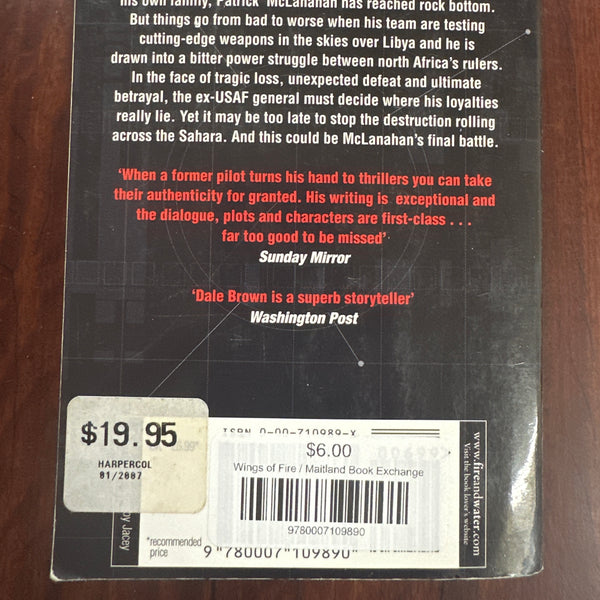 his own family, Patrick McLanahan has reached rock bottom.
But things go from bad to worse when his team are testing
cutting-edge weapons in the skies over Libya and he is
drawn into a bitter power struggle between north Africa's rulers.
In the face of tragic loss, unexpected defeat and ultimate
betrayal, the ex-USAF general must decide where his loyalties
really lie. Yet it may be too late to stop the destruction rolling
across the Sahara. And this could be McLanahan's final battle.
'When a former pilot turns his hand to thrillers you can take
their authenticity for granted. His writing is exceptional and
the dialogue, plots and characters are first-class . . .
far too good to be missed'
Sunday Mirror
'Dale Brown is a superb storyteller'
Washington Post
$19.95
HARPERCOL
01/2007
ISBN 0-00-710989-X
$6.00
Wings of Fire / Maitland Book Exchange
9780007109890
*recommended
price
9 780007 109890
www.fireandwater.com
Visit the book lover's website
Jacey